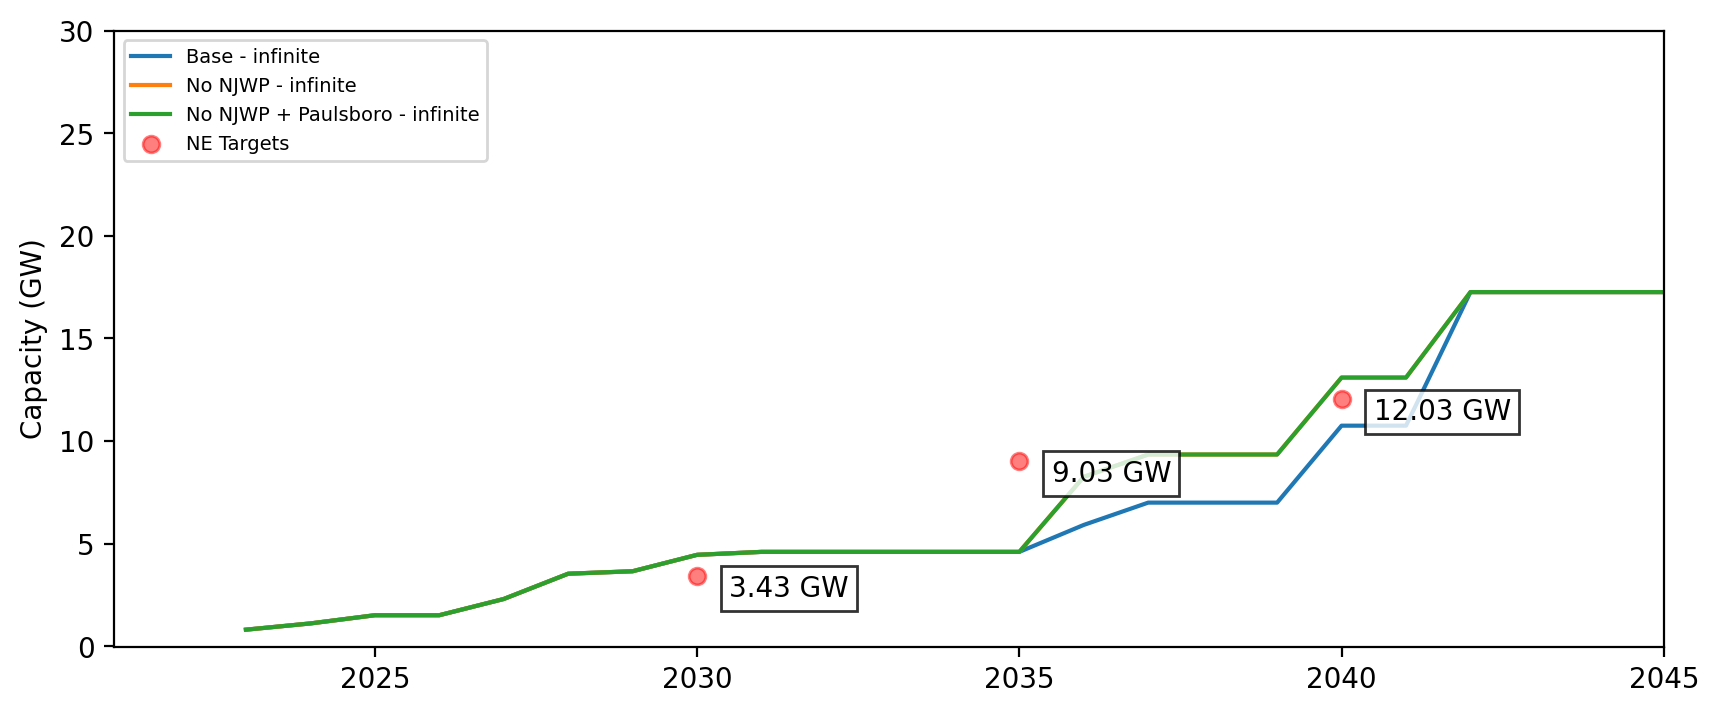 30
25
20
15
10
5
0
Capacity (GW)
Base - infinite
No NJWP - infinite
No NJWP + Paulsboro - infinite
NE Targets
3.43 GW
9.03 GW
12.03 GW
2025
2030
2035
2040
2045